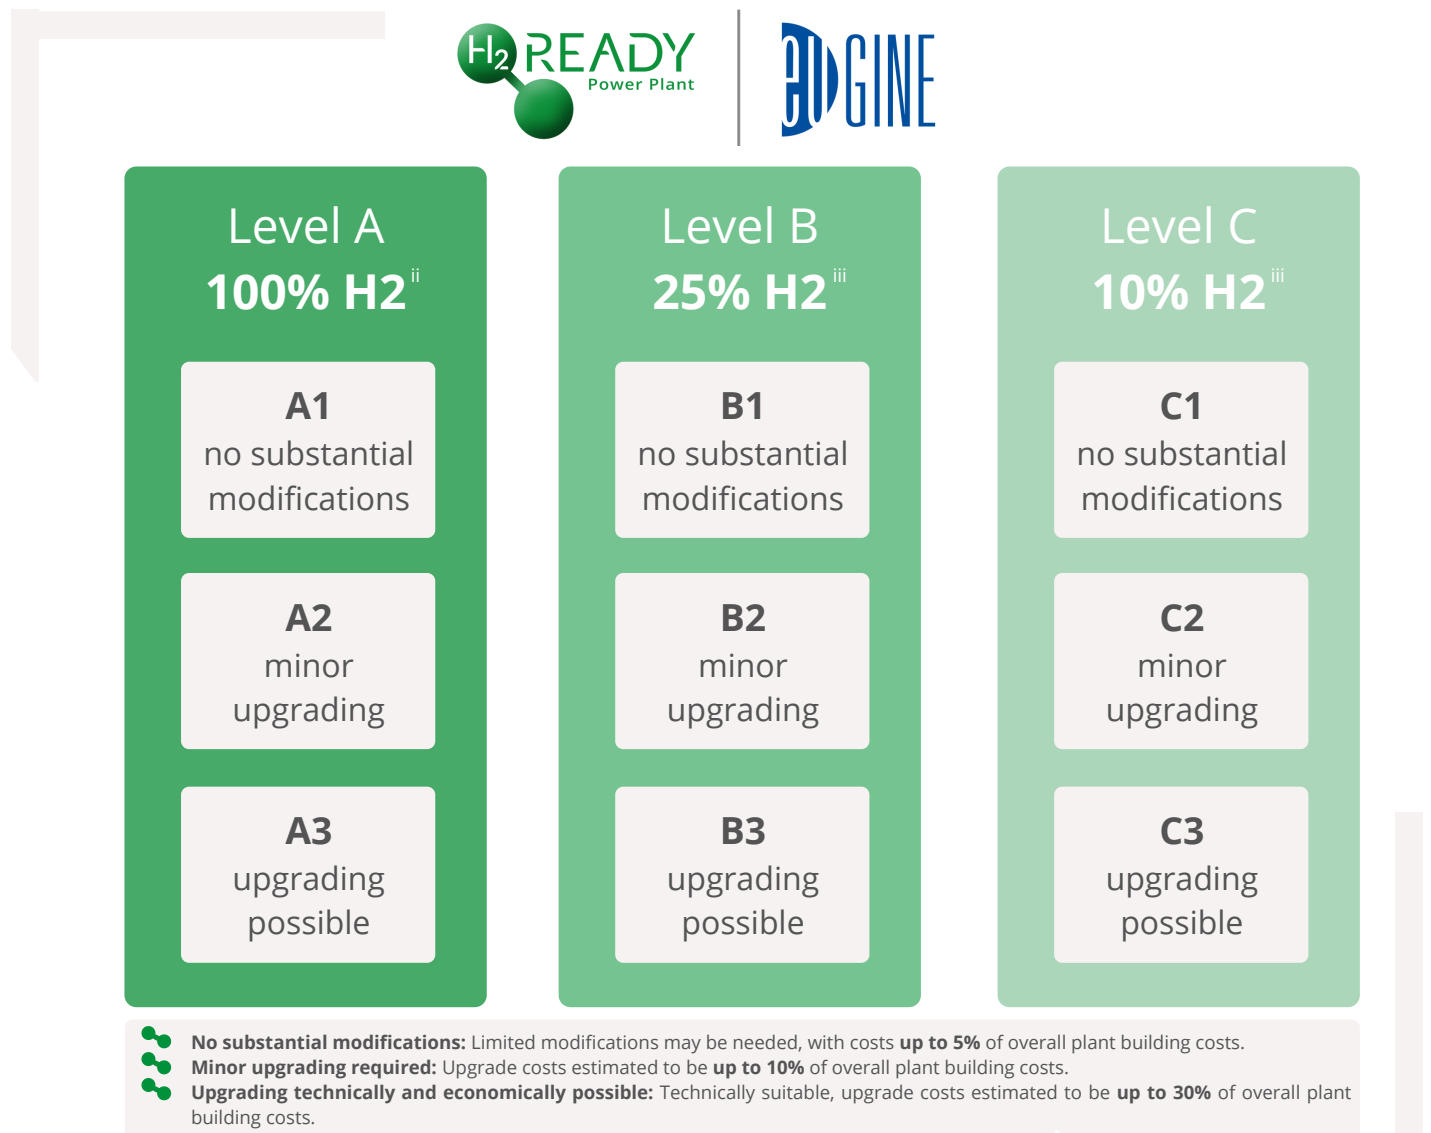 H2 READY
Power Plant
EUGINE
Level A
100% H2 ii
A1
no substantial
modifications
A2
minor
upgrading
A3
upgrading
possible
Level B
25% H2 iii
B1
no substantial
modifications
B2
minor
upgrading
B3
upgrading
possible
Level C
10% H2 iii
C1
no substantial
modifications
C2
minor
upgrading
C3
upgrading
possible
No substantial modifications: Limited modifications may be needed, with costs up to 5% of overall plant building costs.
Minor upgrading required: Upgrade costs estimated to be up to 10% of overall plant building costs.
Upgrading technically and economically possible: Technically suitable, upgrade costs estimated to be up to 30% of overall plant
building costs.